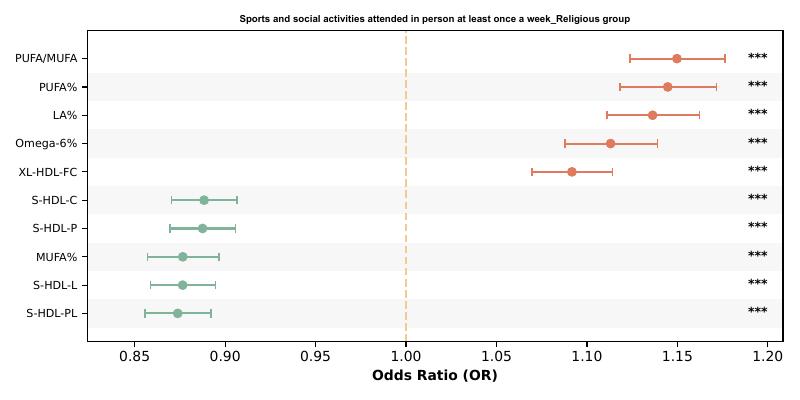 Sports and social activities attended in person at least once a week_Religious group
PUFA/MUFA ***
PUFA% ***
LA% ***
Omega-6% ***
XL-HDL-FC ***
S-HDL-C ***
S-HDL-P ***
MUFA% ***
S-HDL-L ***
S-HDL-PL ***
0.85 0.90 0.95 1.00 1.05 1.10 1.15 1.20
Odds Ratio (OR)